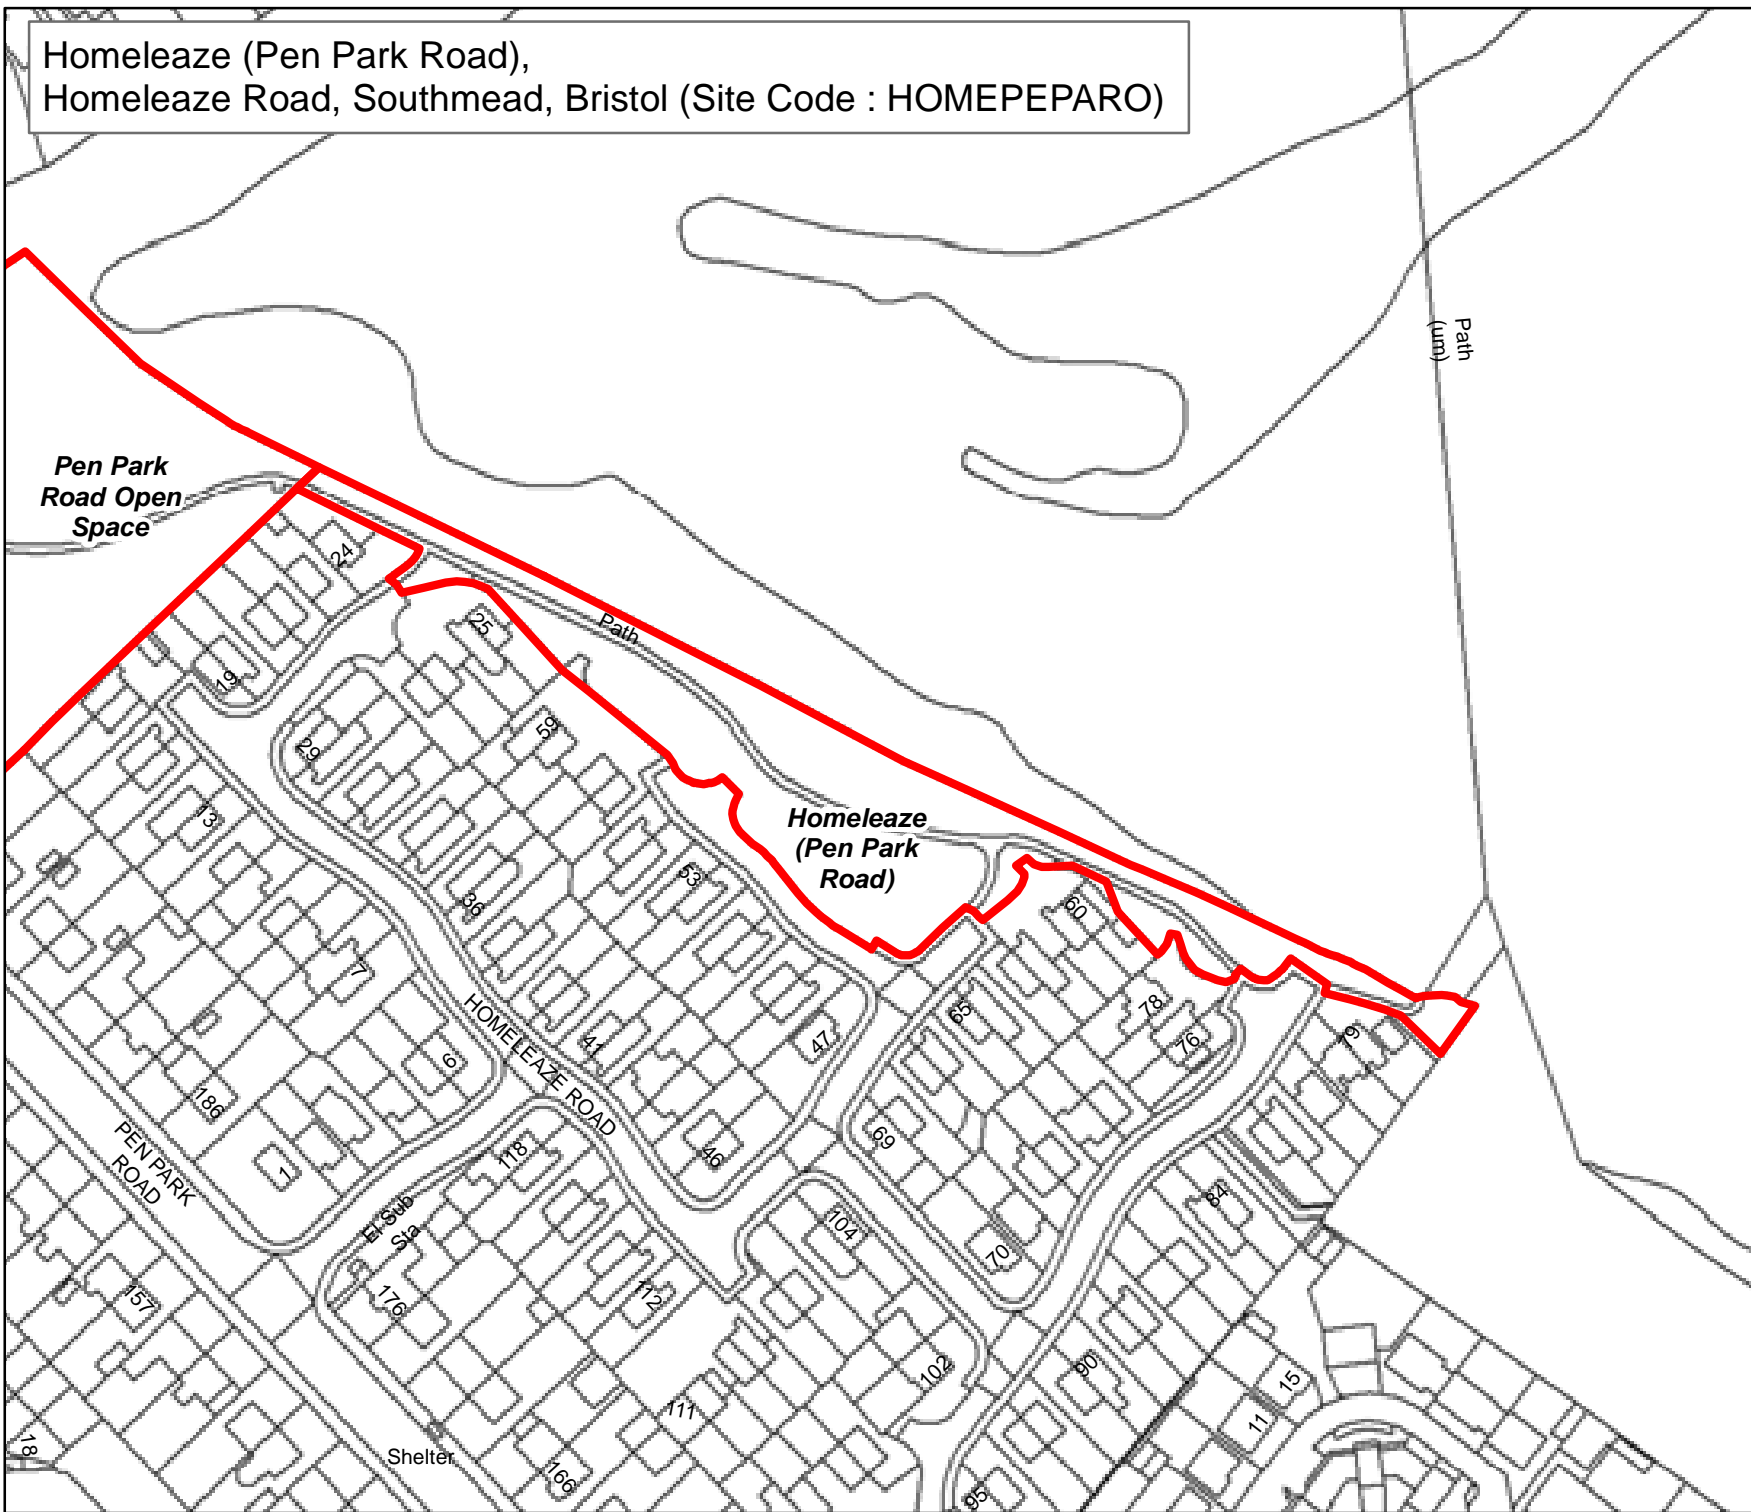 Homeleaze (Pen Park Road),
Homeleaze Road, Southmead, Bristol (Site Code : HOMEPEPARO)
Path
(um)
Pen Park
Road Open
Space
24
Path
25
19
59
29
13
Homeleaze
(Pen Park
Road)
53
36
60
7
65
78
HOMELEAZE ROAD
47
41
76
79
6
186
69
PEN PARK
ROAD
118
46
1
84
El Sub
Sta
104
70
176
157
112
90
102
15
111
11
18
Shelter
166
95